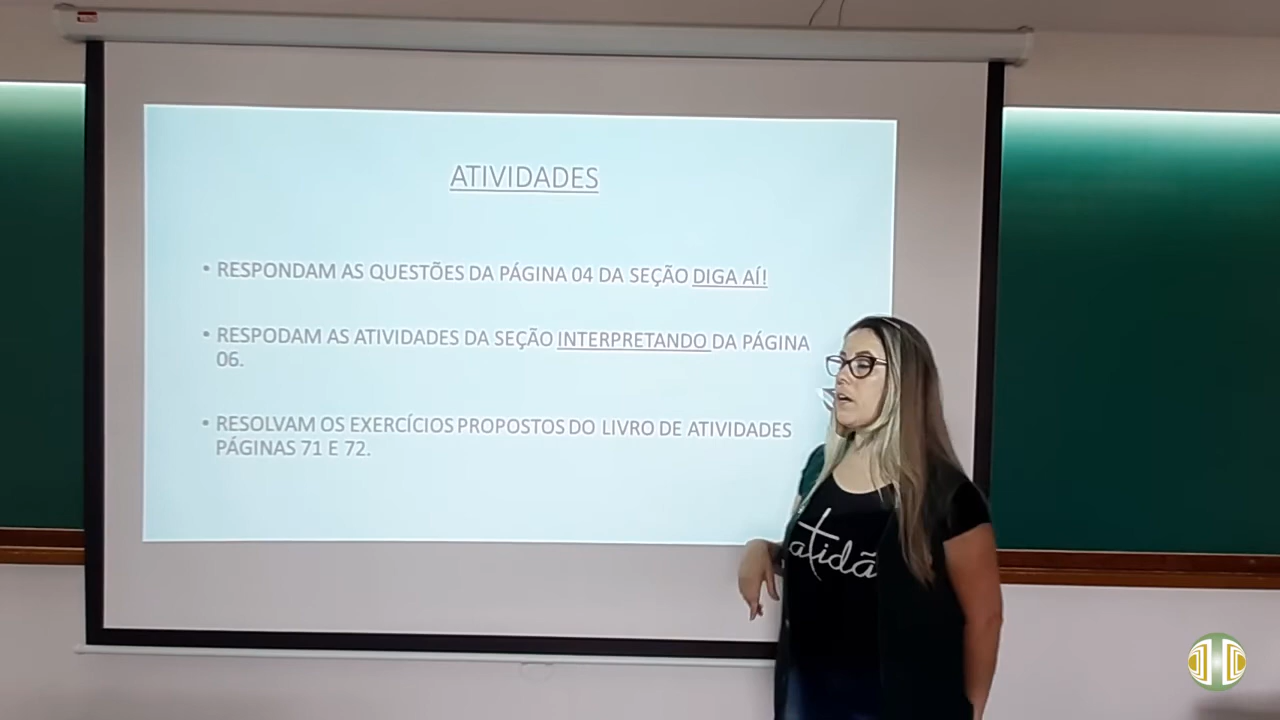 ATIVIDADES
• RESPONDAM AS QUESTÕES DA PÁGINA 04 DA SEÇÃO DIGA AÍ!
• RESPODAM AS ATIVIDADES DA SEÇÃO INTERPRETANDO DA PÁGINA
06.
• RESOLVAM OS EXERCÍCIOS PROPOSTOS DO LIVRO DE ATIVIDADES
PÁGINAS 71 E 72.
atidã